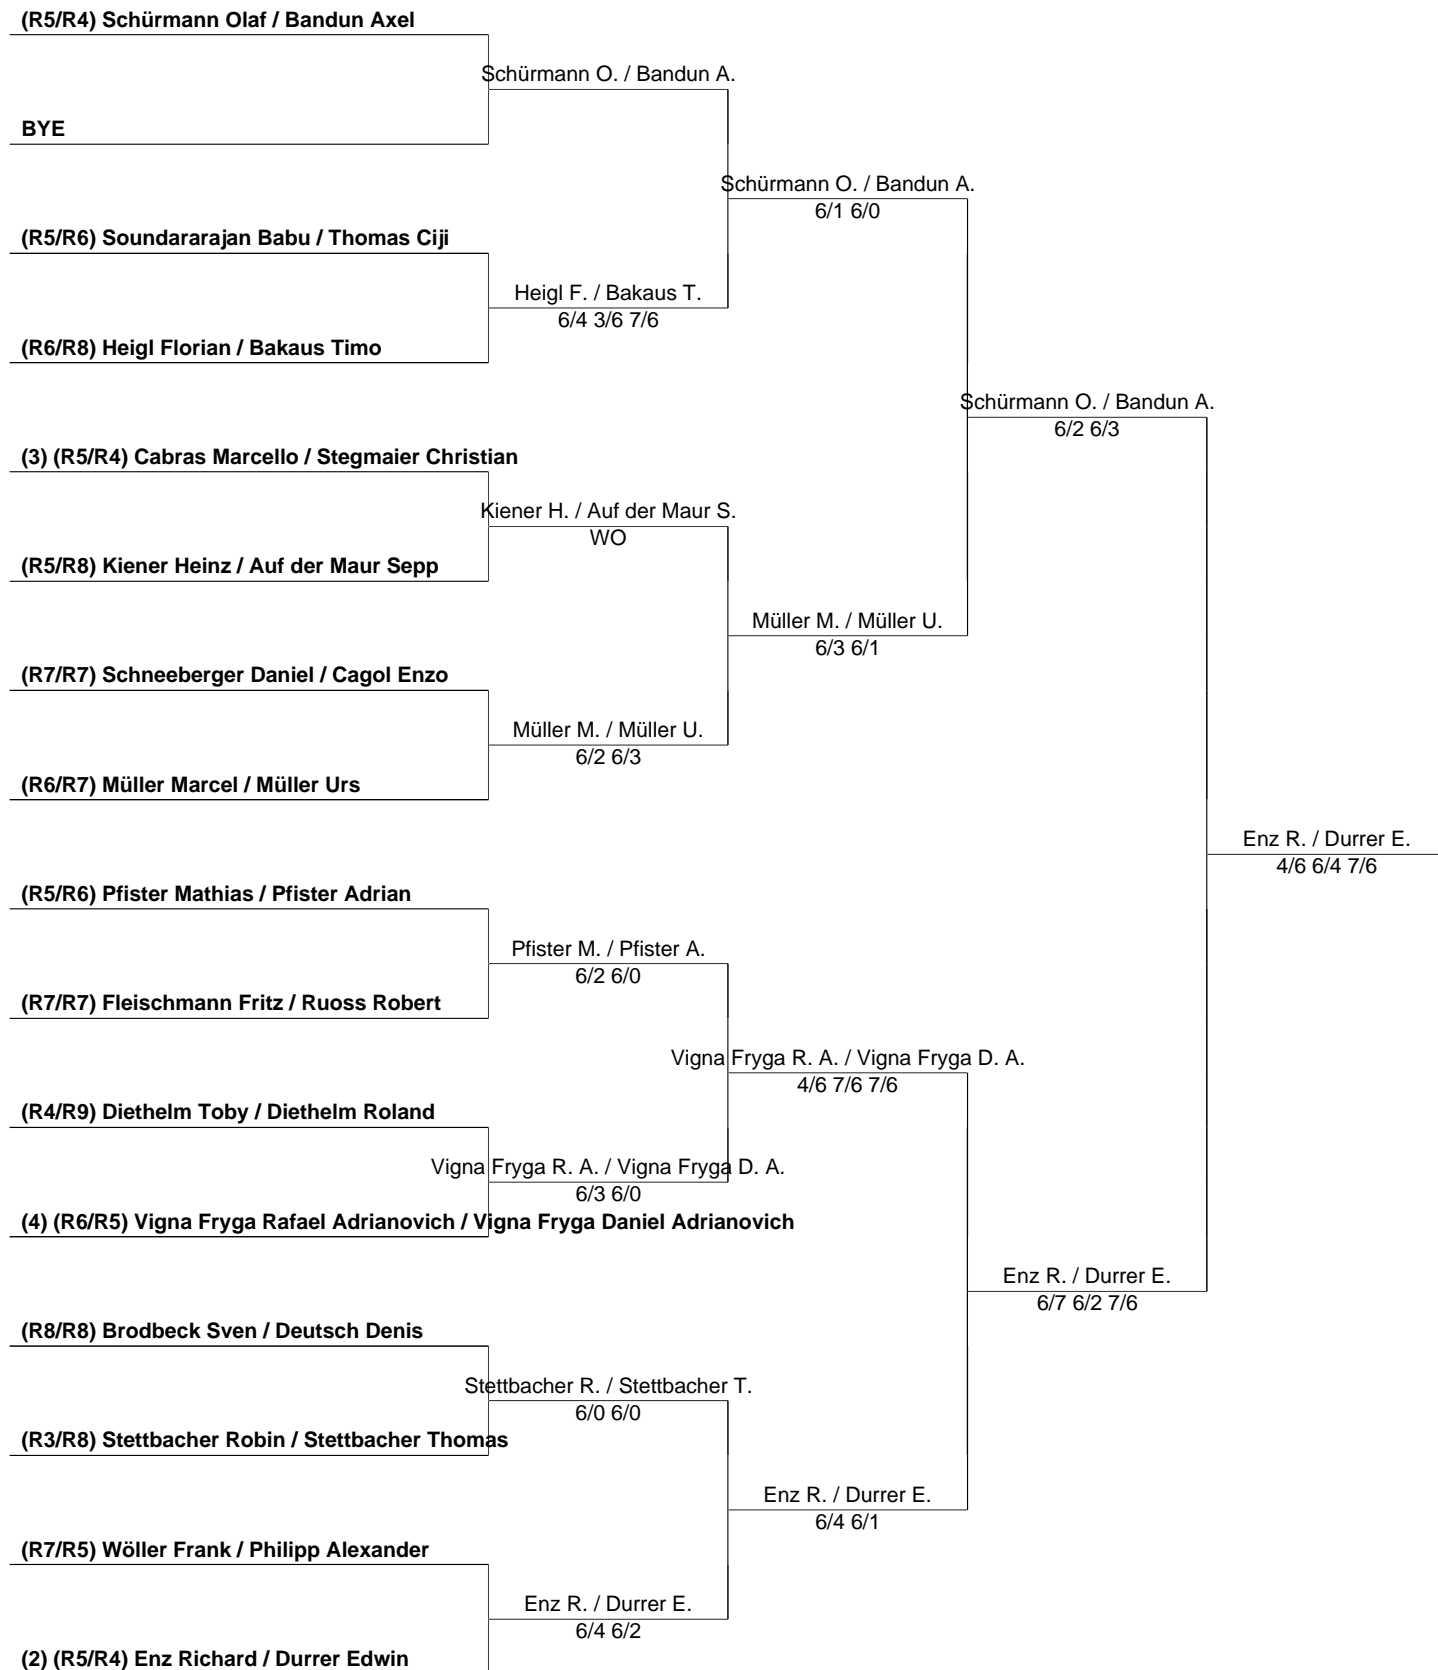 (R5/R4) Schürmann Olaf / Bandun Axel
Schürmann O. / Bandun A.
BYE
Schürmann O. / Bandun A.
6/1 6/0
(R5/R6) Soundararajan Babu / Thomas Ciji
Heigl F. / Bakaus T.
6/4 3/6 7/6
(R6/R8) Heigl Florian / Bakaus Timo
Schürmann O. / Bandun A.
6/2 6/3
(3) (R5/R4) Cabras Marcello / Stegmaier Christian
Kiener H. / Auf der Maur S.
WO
(R5/R8) Kiener Heinz / Auf der Maur Sepp
Müller M. / Müller U.
6/3 6/1
(R7/R7) Schneeberger Daniel / Cagol Enzo
Müller M. / Müller U.
6/2 6/3
(R6/R7) Müller Marcel / Müller Urs
Enz R. / Durrer E.
4/6 6/4 7/6
(R5/R6) Pfister Mathias / Pfister Adrian
Pfister M. / Pfister A.
6/2 6/0
(R7/R7) Fleischmann Fritz / Ruoss Robert
Vigna Fryga R. A. / Vigna Fryga D. A.
4/6 7/6 7/6
(R4/R9) Diethelm Toby / Diethelm Roland
Vigna Fryga R. A. / Vigna Fryga D. A.
6/3 6/0
(4) (R6/R5) Vigna Fryga Rafael Adrianovich / Vigna Fryga Daniel Adrianovich
Enz R. / Durrer E.
6/7 6/2 7/6
(R8/R8) Brodbeck Sven / Deutsch Denis
Stettbacher R. / Stettbacher T.
6/0 6/0
(R3/R8) Stettbacher Robin / Stettbacher Thomas
Enz R. / Durrer E.
6/4 6/1
(R7/R5) Wöller Frank / Philipp Alexander
Enz R. / Durrer E.
6/4 6/2
(2) (R5/R4) Enz Richard / Durrer Edwin